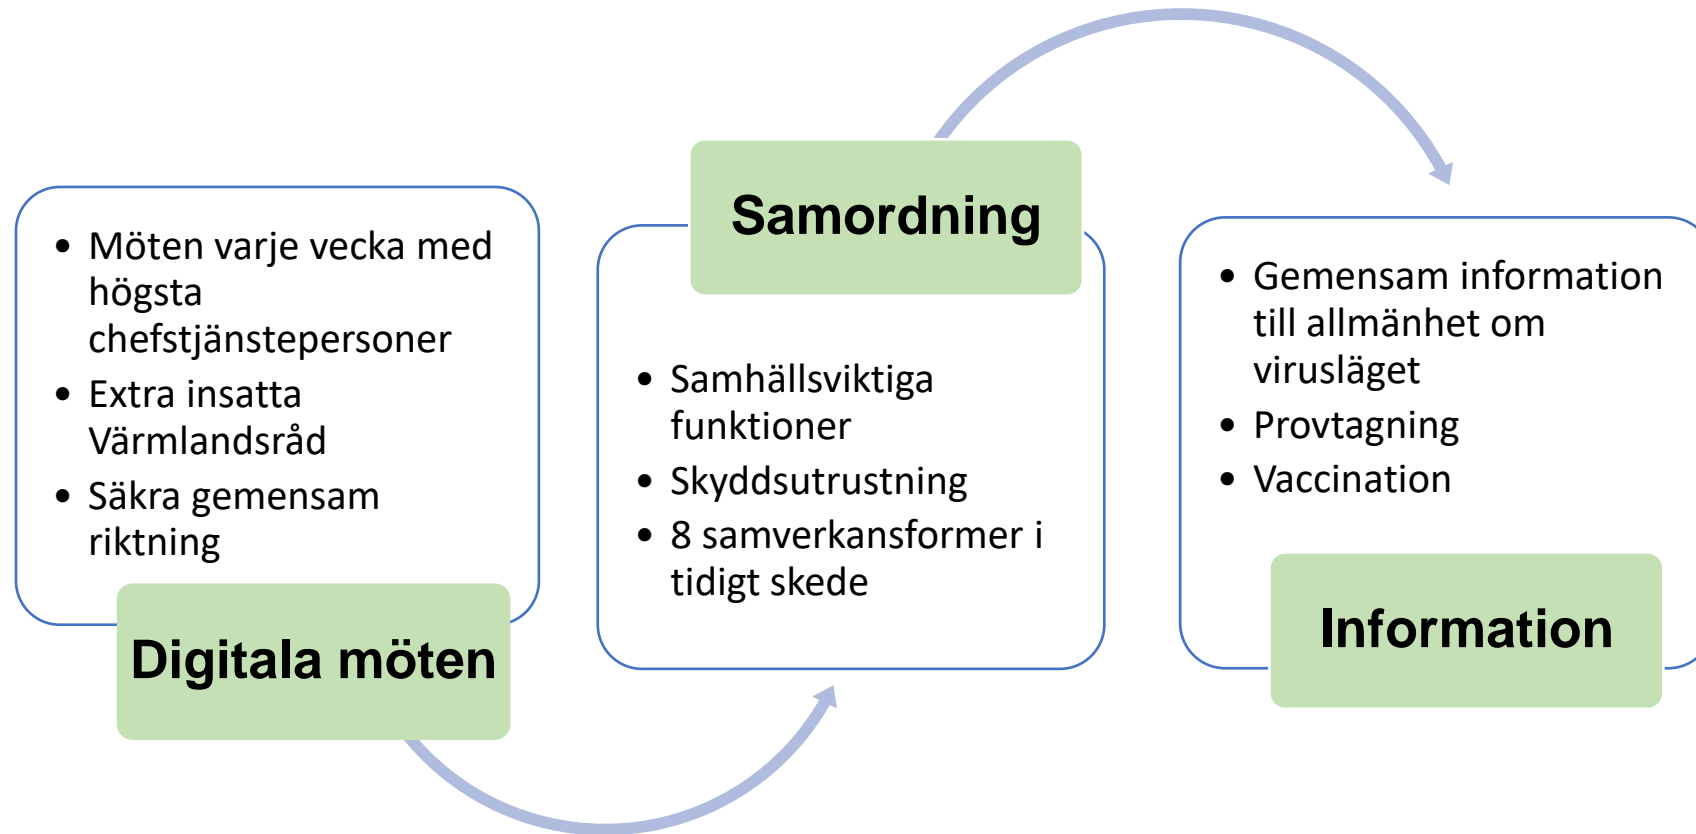 • Möten varje vecka med
högsta
chefstjänstepersoner
• Extra insatta
Värmlandsråd
• Säkra gemensam
riktning
Digitala möten
Samordning
• Samhällsviktiga
funktioner
• Skyddsutrustning
• 8 samverkansformer i
tidigt skede
• Gemensam information
till allmänhet om
virusläget
• Provtagning
• Vaccination
Information